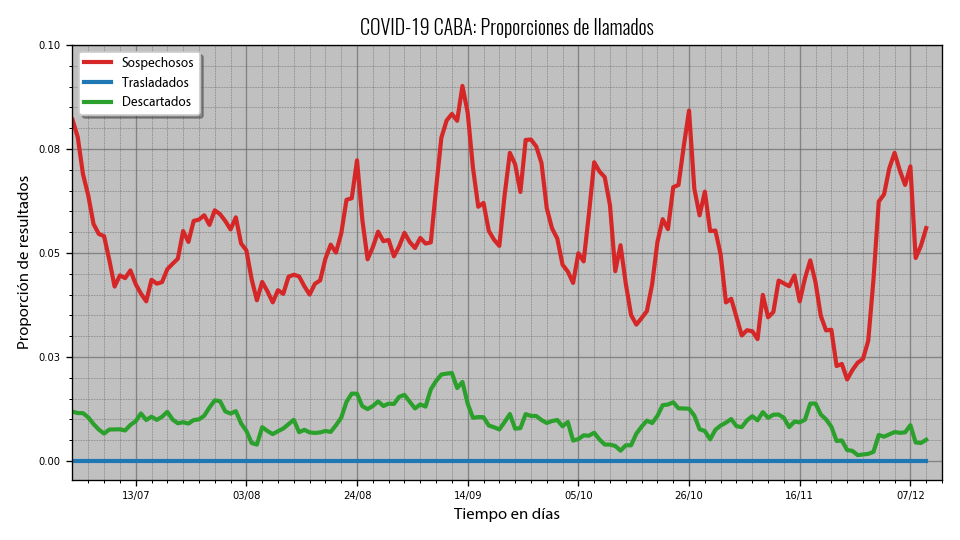 COVID-19 CABA: Proporciones de llamados
Sospechosos
Trasladados
Descartados
Proporción de resultados
0.10
0.08
0.05
0.03
0.00
13/07
03/08
24/08
14/09
05/10
26/10
16/11
07/12
Tiempo en días